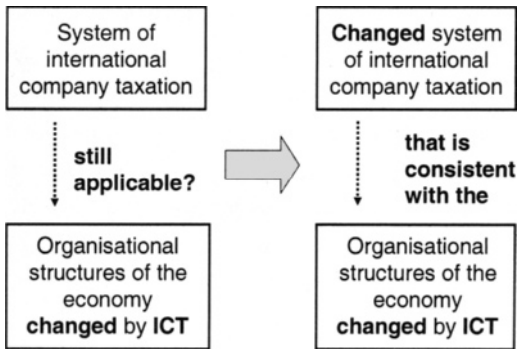 System of
international
company taxation
still
applicable?
Organisational
structures of the
economy
changed by ICT
Changed system
of international
company taxation
that is
consistent
with the
Organisational
structures of the
economy
changed by ICT